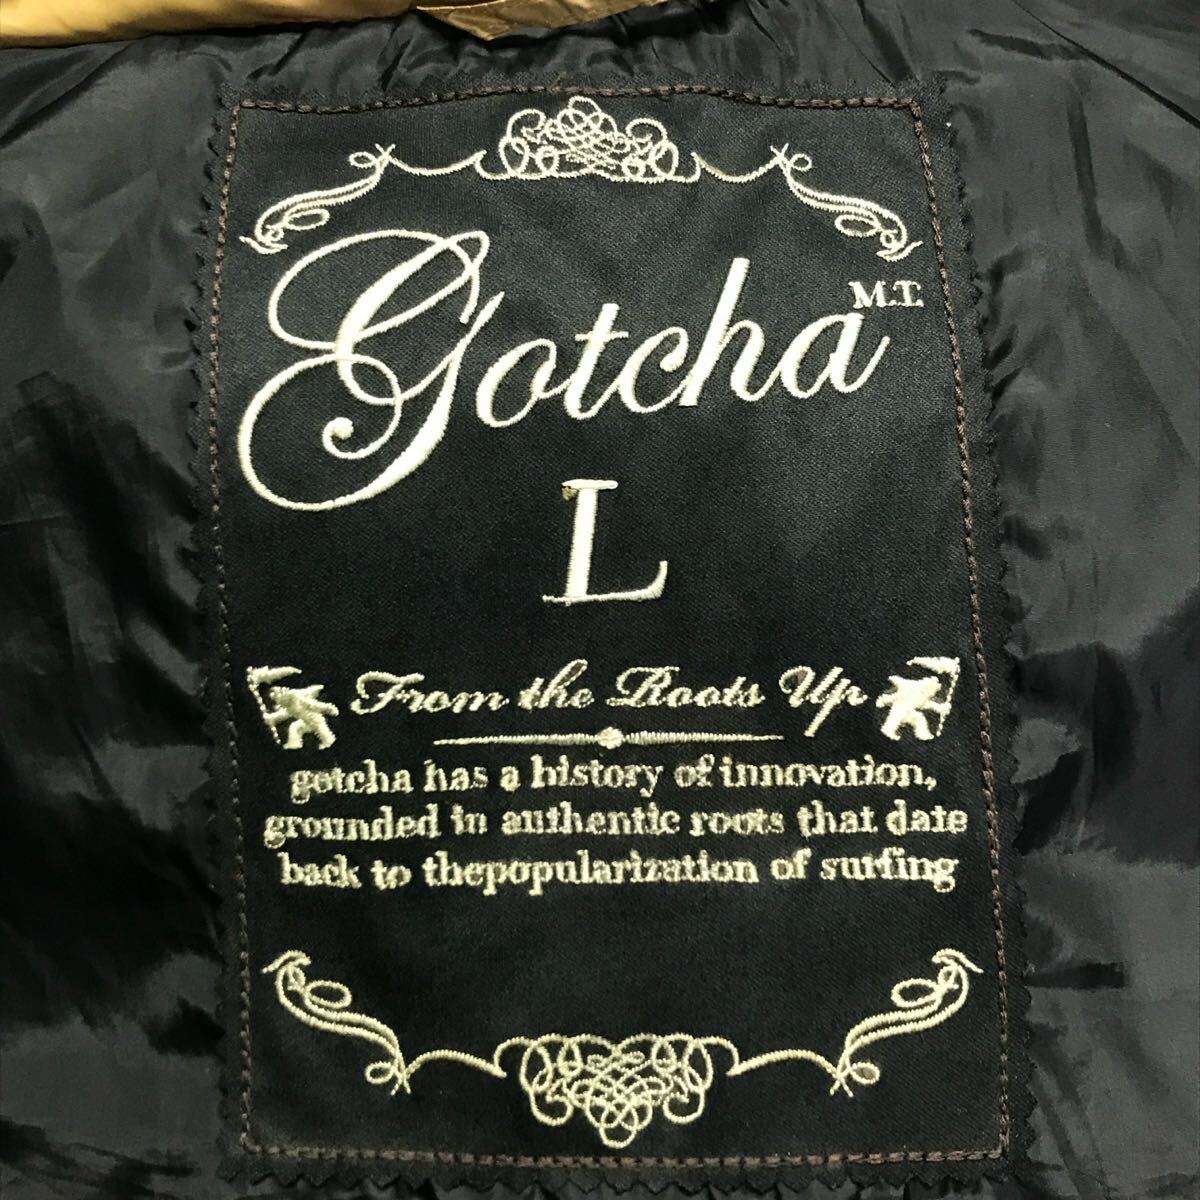 gotcha M.T.
L
From the Roots Up
gotcha has a history of innovation,
grounded in authentic roots that date
back to thepopularization of surfing